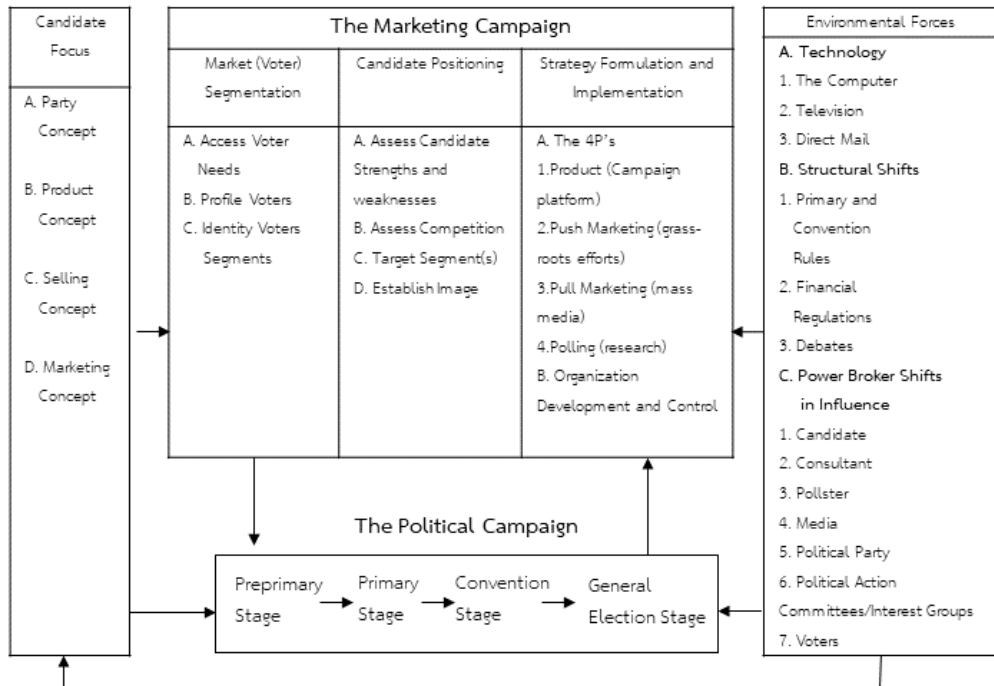 Candidate
Focus
A. Party
Concept
B. Product
Concept
C. Selling
Concept
D. Marketing
Concept
The Marketing Campaign
Market (Voter)
Segmentation
A. Access Voter
Needs
B. Profile Voters
C. Identity Voters
Segments
Candidate Positioning
A. Assess Candidate
Strengths and
weaknesses
B. Assess Competition
C. Target Segment(s)
D. Establish Image
Strategy Formulation and
Implementation
A. The 4P's
1.Product (Campaign
platform)
2.Push Marketing (grass-
roots efforts)
3.Pull Marketing (mass
media)
4.Polling (research)
B. Organization
Development and Control
The Political Campaign
Preprimary
Stage
Primary
Stage
Convention
Stage
General
Election Stage
Environmental Forces
A. Technology
1. The Computer
2. Television
3. Direct Mail
B. Structural Shifts
1. Primary and
Convention
Rules
2. Financial
Regulations
3. Debates
C. Power Broker Shifts
in Influence
1. Candidate
2. Consultant
3. Pollster
4. Media
5. Political Party
6. Political Action
Committees/Interest Groups
7. Voters